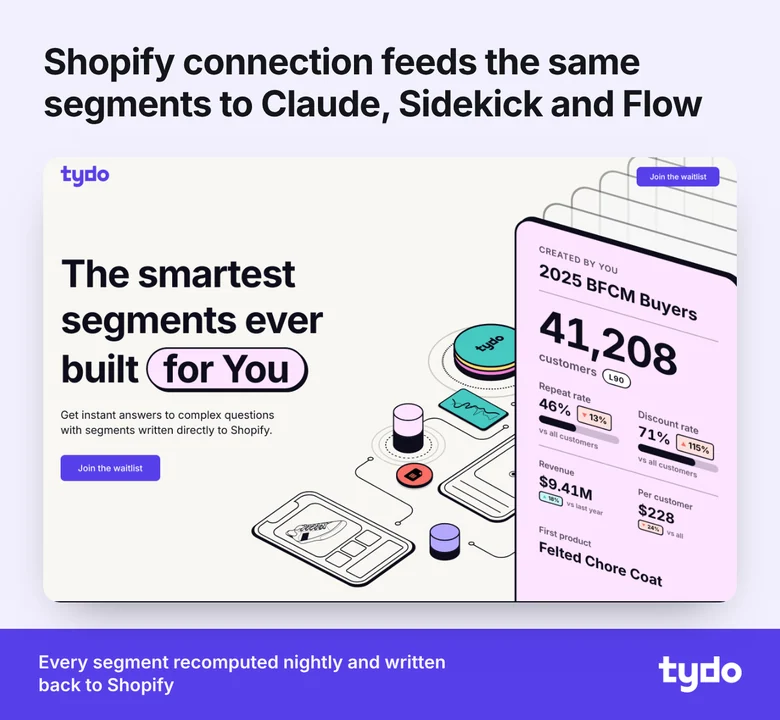 Shopify connection feeds the same
segments to Claude, Sidekick and Flow
tydo
Join the waitlist
The smartest
segments ever
built for You
Get instant answers to complex questions
with segments written directly to Shopify.
Join the waitlist
tydo
CREATED BY YOU
2025 BFCM Buyers
41,208
customers L90
Repeat rate
46% ▼ 13%
vs all customers
Discount rate
71% ▲ 115%
vs all customers
Revenue
$9.41M
▲ 18% vs last year
Per customer
$228
▼ 24% vs all
First product
Felted Chore Coat
Every segment recomputed nightly and written
back to Shopify
tydo